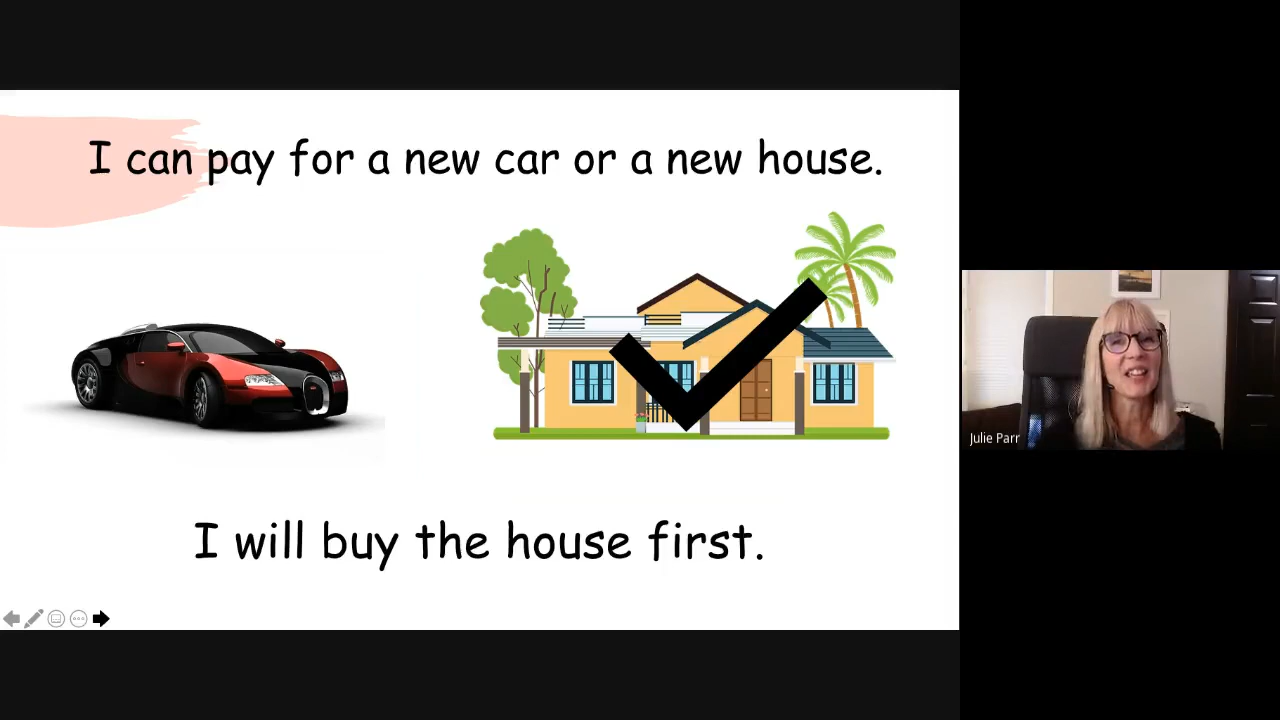 I can pay for a new car or a new house.
I will buy the house first.
Julie Parr